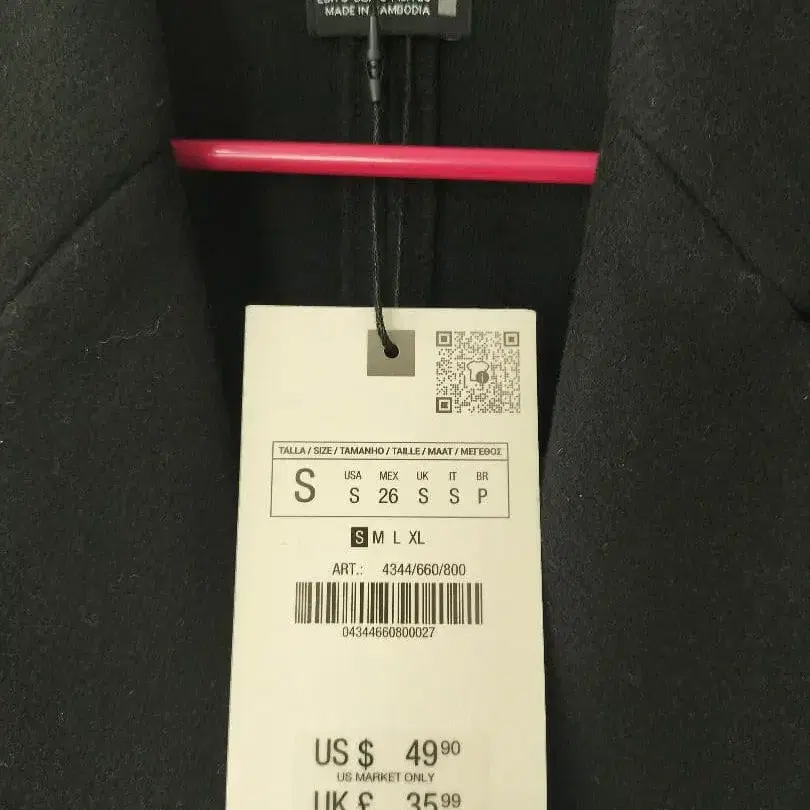 MADE IN CAMBODIA
TALLA / SIZE / TAMANHO / TAILLE / MAAT / ΜΕΓΕΘΟΣ
S
USA MEX UK IT BR
S 26 S S P
S M L XL
ART.: 4344/660/800
04344660800027
US $ 49 90
US MARKET ONLY
UK £ 35 99